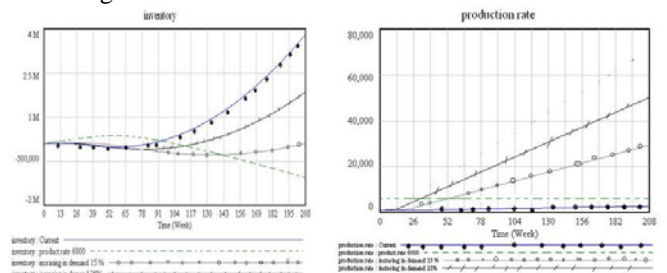 inventory
4 M
2.5 M
1 M
-500,000
-2 M
0 13 26 39 52 65 78 91 104 117 130 143 156 169 182 195 208
Time (Week)
inventory : Current
inventory : product rate 6000
inventory : increasing in demand 15 %
production rate
80,000
60,000
40,000
20,000
0
0 26 52 78 104 130 156 182 208
Time (Week)
production rate : Current
production rate : product rate 6000
production rate : inducing in demand 15 %
production rate : inducing in demand 20%